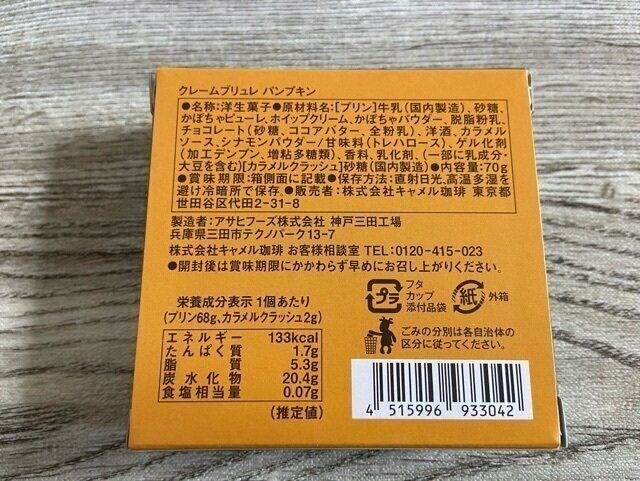 クレームブリュレ パンプキン
●名称:洋生菓子●原材料名:[プリン]牛乳(国内製造)、砂糖、
かぼちゃピューレ、ホイップクリーム、かぼちゃパウダー、脱脂粉乳、
チョコレート(砂糖、ココアバター、全粉乳)、洋酒、カラメル
ソース、シナモンパウダー/甘味料(トレハロース)、ゲル化剤
(加工デンプン、増粘多糖類)、香料、乳化剤、(一部に乳成分・
大豆を含む)[カラメルクラッシュ]砂糖(国内製造)●内容量:70g
●賞味期限:箱側面に記載●保存方法:直射日光、高温多湿を
避け冷暗所で保存。●販売者:株式会社キャメル珈琲 東京都
世田谷区代田2-31-8
製造者:アサヒフーズ株式会社 神戸三田工場
兵庫県三田市テクノパーク13-7
株式会社キャメル珈琲 お客様相談室 TEL:0120-415-023
●開封後は賞味期限にかかわらず早めにお召し上がりください。
栄養成分表示 1個あたり
(プリン68g、カラメルクラッシュ2g)
エネルギー 133kcal
たんぱく質 1.7g
脂質 5.3g
炭水化物 20.4g
食塩相当量 0.07g
(推定値)
プラ
フタ
カップ
添付品袋
紙
外箱
ごみの分別は各自治体の
区分に従ってください。
4 515996 933042